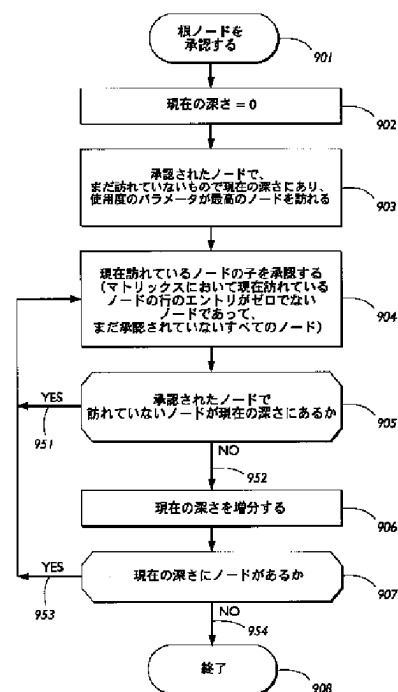 根ノードを
承認する
901
現在の深さ = 0
902
承認されたノードで、
まだ訪れていないもので現在の深さにあり、
使用度のパラメータが最高のノードを訪れる
903
現在訪れているノードの子を承認する
(マトリックスにおいて現在訪れている
ノードの行のエントリがゼロでない
ノードであって、
まだ承認されていないすべてのノード)
904
承認されたノードで
訪れていないノードが現在の深さにあるか
905
YES
951
NO
952
現在の深さを増分する
906
現在の深さにノードがあるか
907
YES
953
NO
954
終了
908